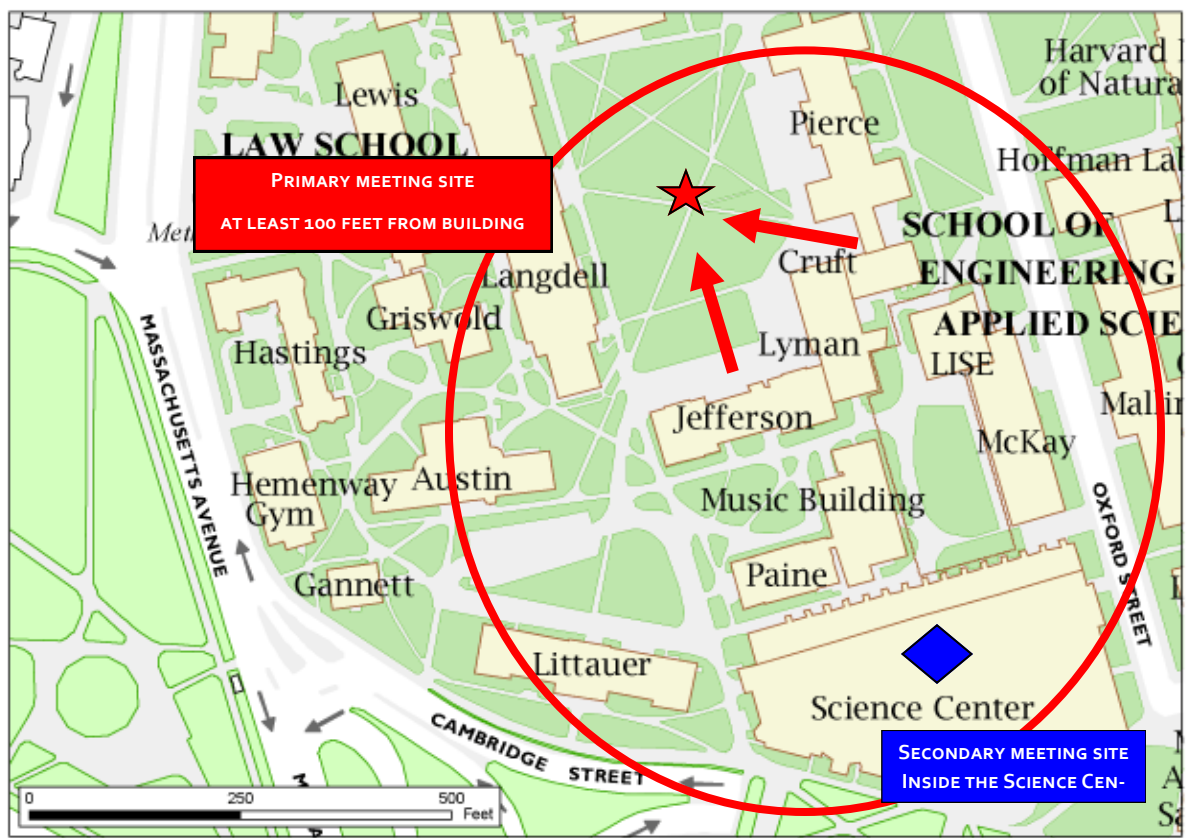 Harvard
of Natura
Lewis
Pierce
LAW SCHOOL
Hoffman Lab
PRIMARY MEETING SITE
AT LEAST 100 FEET FROM BUILDING
L
SCHOOL OF
Met
Cruft
ENGINEERING
Langdell
Griswold
APPLIED SCIE
Hastings
Lyman
LISE
Malli
Jefferson
McKay
MASSACHUSETTS AVENUE
Hemenway
Gym
Austin
Music Building
OXFORD STREET
Gannett
Paine
Littauer
Science Center
CAMBRIDGE STREET
SECONDARY MEETING SITE
INSIDE THE SCIENCE CEN-
M
A
A
Sa
0 250 500
Feet